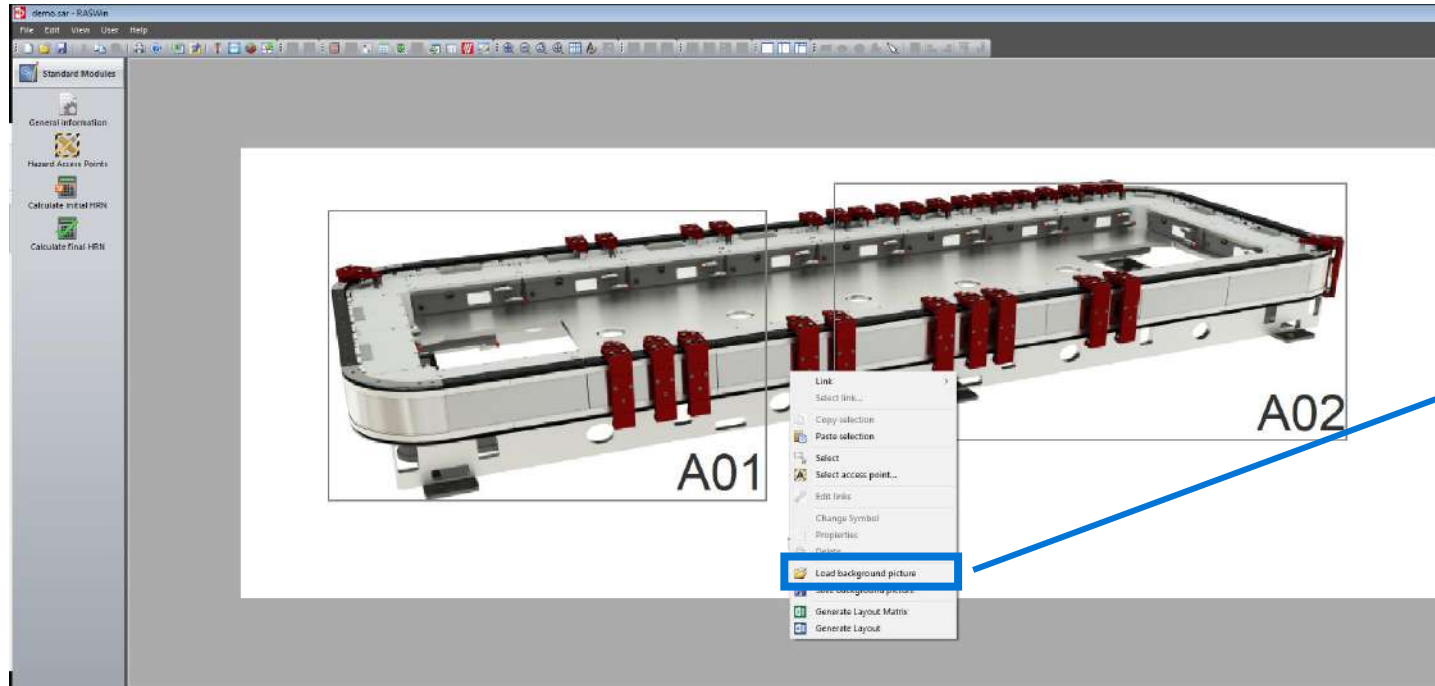 demo.sar - RASWin
File Edit View User Help
Standard Modules
General information
Hazard Access Points
Calculate initial HRN
Calculate final HRN
A01
A02
Link
Select link...
Copy selection
Paste selection
Select
Select access point...
Edit links
Change Symbol
Properties
Delete
Load background picture
Save background picture
Generate Layout Matrix
Generate Layout